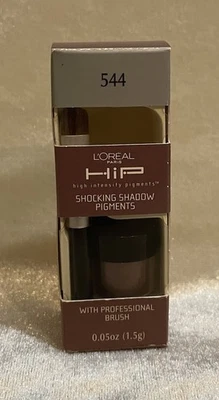 544
L'ORÉAL
PARIS
HiP
high intensity pigments™
SHOCKING SHADOW
PIGMENTS
WITH PROFESSIONAL
BRUSH
0.05oz (1.5g)